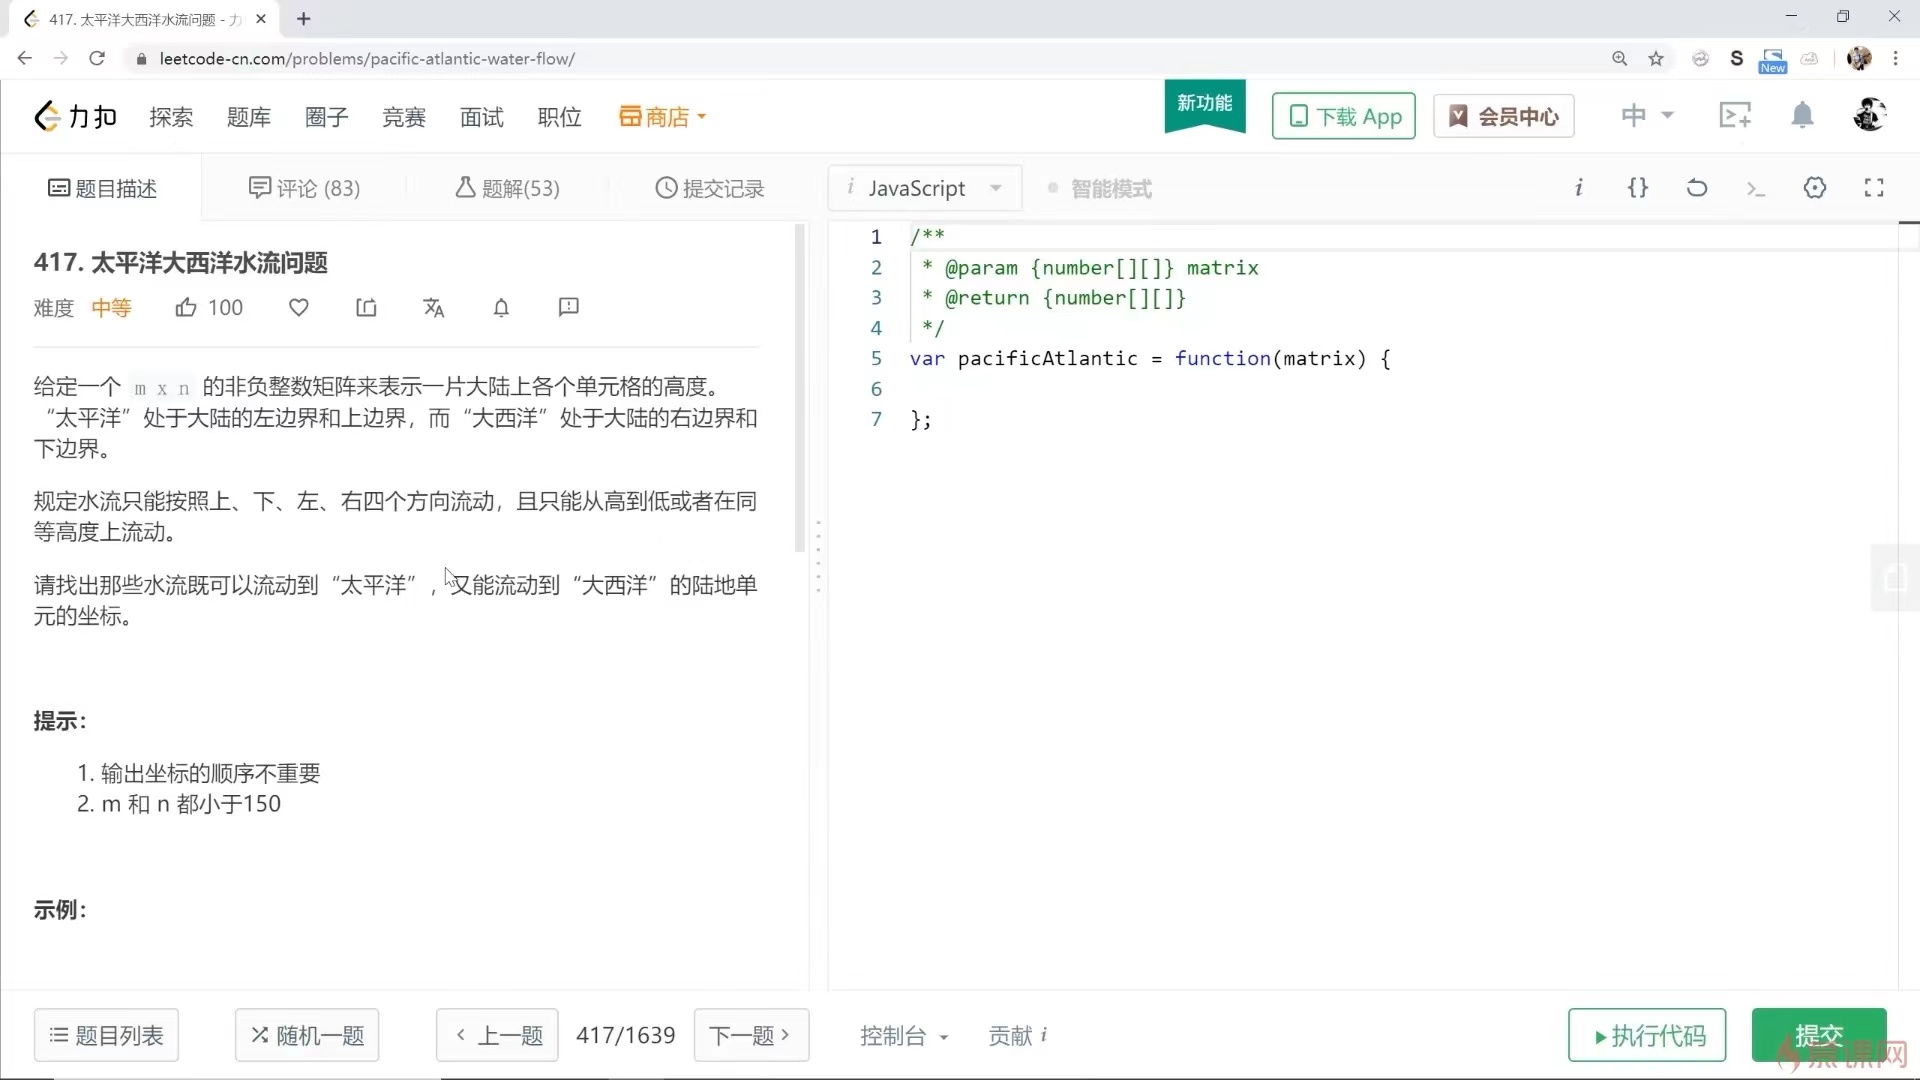 417. 太平洋大西洋水流问题 - 力
leetcode-cn.com/problems/pacific-atlantic-water-flow/
S
New
力扣
探索
题库
圈子
竞赛
面试
职位
商店
新功能
下载 App
会员中心
中
题目描述
评论 (83)
题解(53)
提交记录
i JavaScript
智能模式
i
{}
417. 太平洋大西洋水流问题
难度 中等 100
给定一个 m x n 的非负整数矩阵来表示一片大陆上各个单元格的高度。
“太平洋”处于大陆的左边界和上边界，而“大西洋”处于大陆的右边界和
下边界。
规定水流只能按照上、下、左、右四个方向流动，且只能从高到低或者在同
等高度上流动。
请找出那些水流既可以流动到“太平洋”，又能流动到“大西洋”的陆地单
元的坐标。
提示：
1. 输出坐标的顺序不重要
2. m 和 n 都小于150
示例：
1 /**
2 * @param {number[][]} matrix
3 * @return {number[][]}
4 */
5 var pacificAtlantic = function(matrix) {
6
7 };
题目列表
随机一题
上一题
417/1639
下一题
控制台
贡献 i
执行代码
提交
慕课网